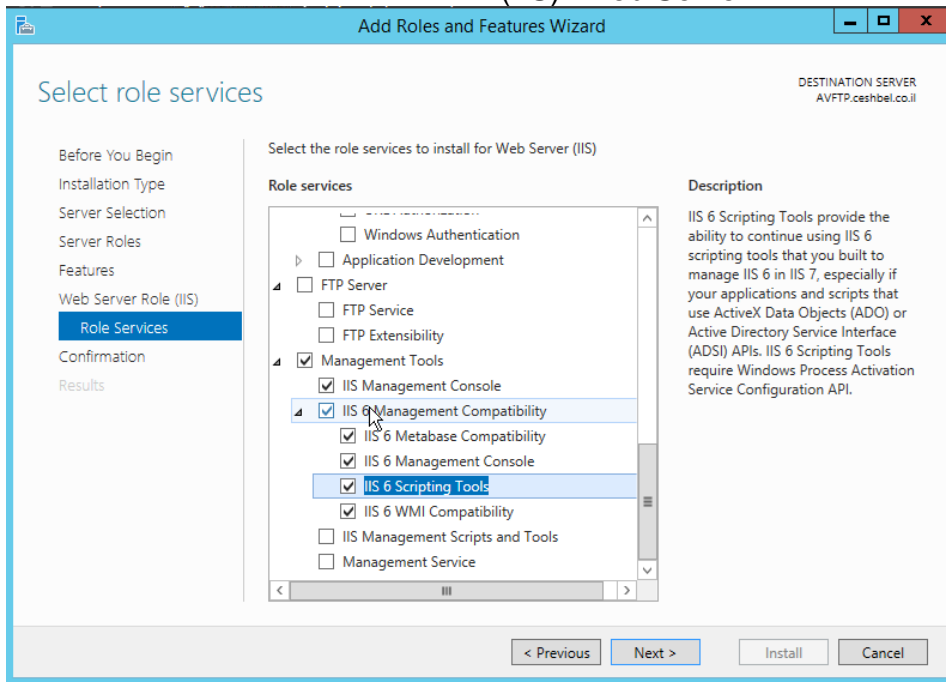 Add Roles and Features Wizard
Select role services
DESTINATION SERVER
AVFTP.ceshbel.co.il
Before You Begin
Installation Type
Server Selection
Server Roles
Features
Web Server Role (IIS)
Role Services
Confirmation
Results
Select the role services to install for Web Server (IIS)
Role services
Windows Authentication
Application Development
FTP Server
FTP Service
FTP Extensibility
Management Tools
IIS Management Console
IIS 6 Management Compatibility
IIS 6 Metabase Compatibility
IIS 6 Management Console
IIS 6 Scripting Tools
IIS 6 WMI Compatibility
IIS Management Scripts and Tools
Management Service
Description
IIS 6 Scripting Tools provide the
ability to continue using IIS 6
scripting tools that you built to
manage IIS 6 in IIS 7, especially if
your applications and scripts that
use ActiveX Data Objects (ADO) or
Active Directory Service Interface
(ADSI) APIs. IIS 6 Scripting Tools
require Windows Process Activation
Service Configuration API.
< Previous
Next >
Install
Cancel